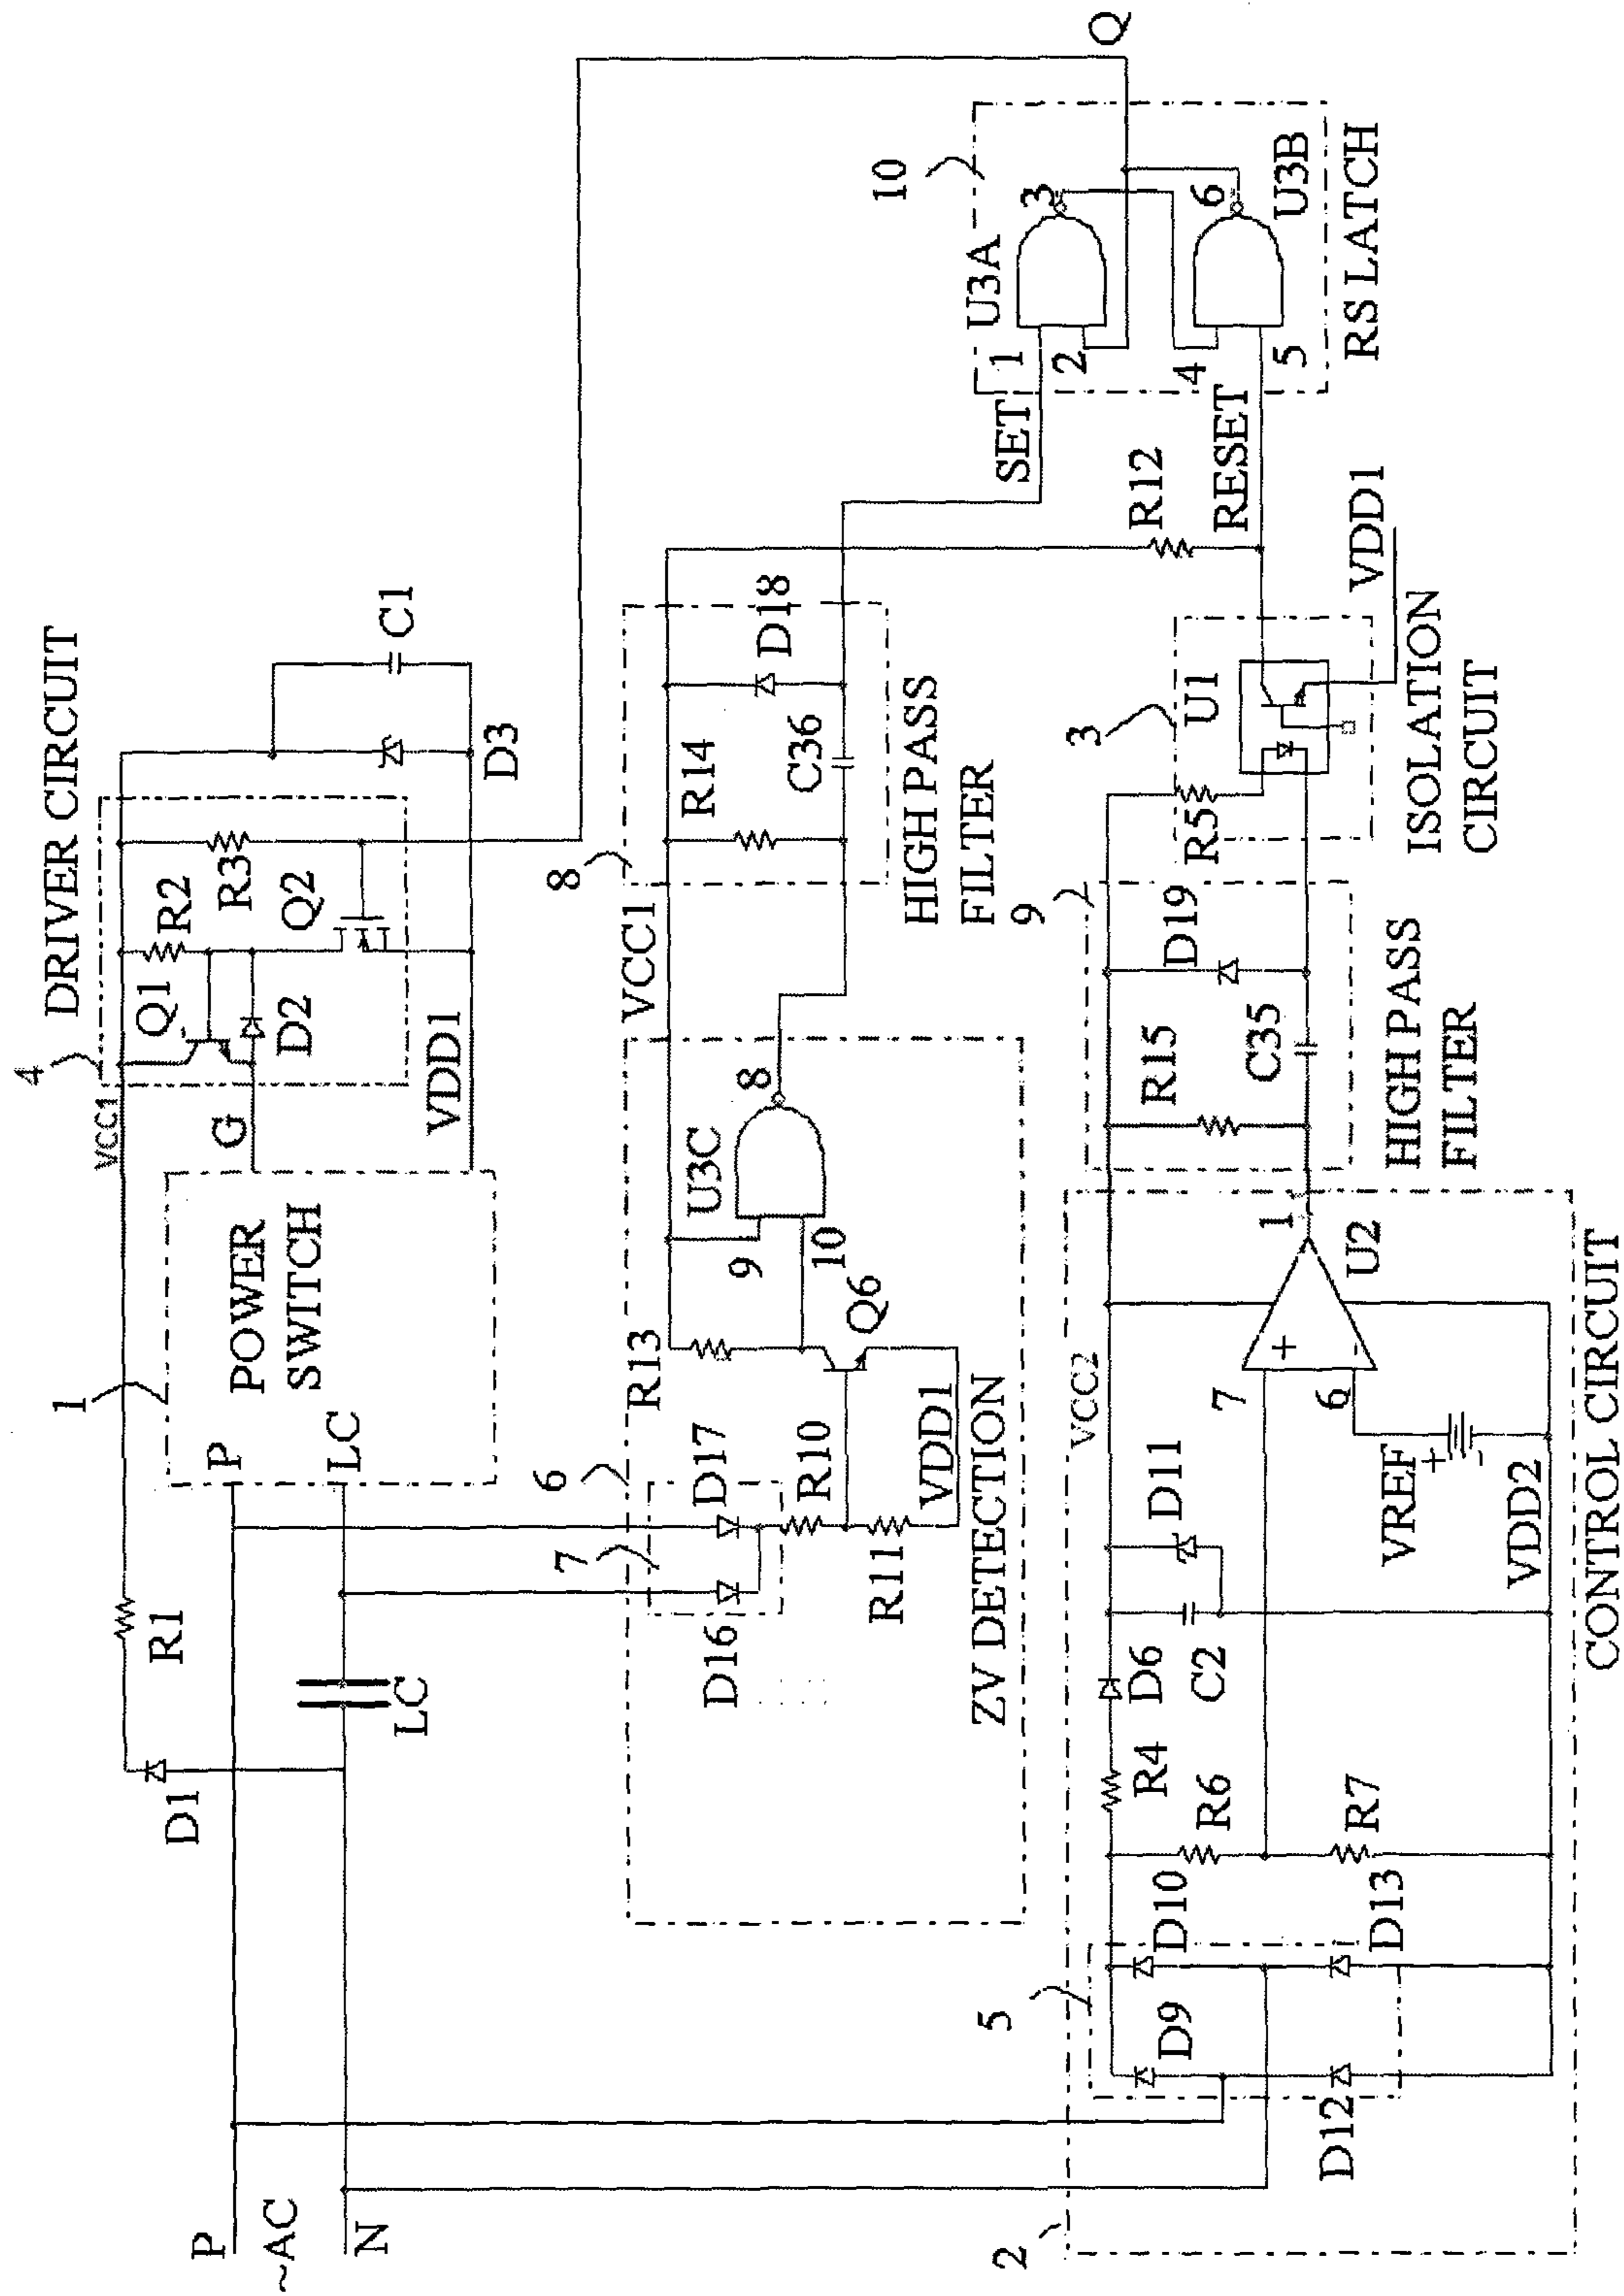 DRIVER CIRCUIT
4
VCC1
Q1
R2
R3
Q2
D2
G
VDD1
D3
C1
1
POWER
SWITCH
P
LC
R1
D1
LC
P
~AC
N
6
7
D16
D17
R10
R11
R13
Q6
VDD1
U3C
9
10
8
ZV DETECTION
VCC1
8
R14
D18
C36
HIGH PASS
FILTER
SET
R12
RESET
10
U3A
1
2
3
4
5
6
U3B
RS LATCH
Q
2
5
D9
D10
D12
D13
R4
R6
R7
D6
C2
D11
VCC2
7
6
+
-
1
U2
VREF
+
-
VDD2
CONTROL CIRCUIT
9
R15
D19
C35
HIGH PASS
FILTER
3
R5
U1
VDD1
ISOLATION
CIRCUIT